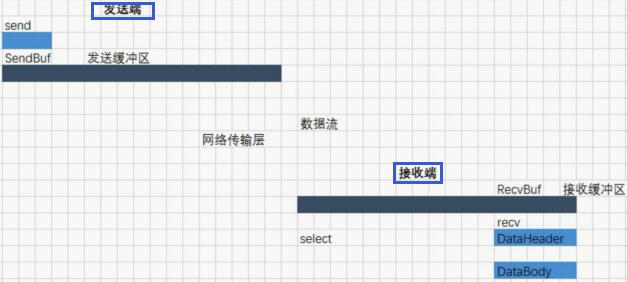 发送端
send
SendBuf 发送缓冲区
数据流
网络传输层
接收端
RecvBuf 接收缓冲区
recv
select DataHeader
DataBody